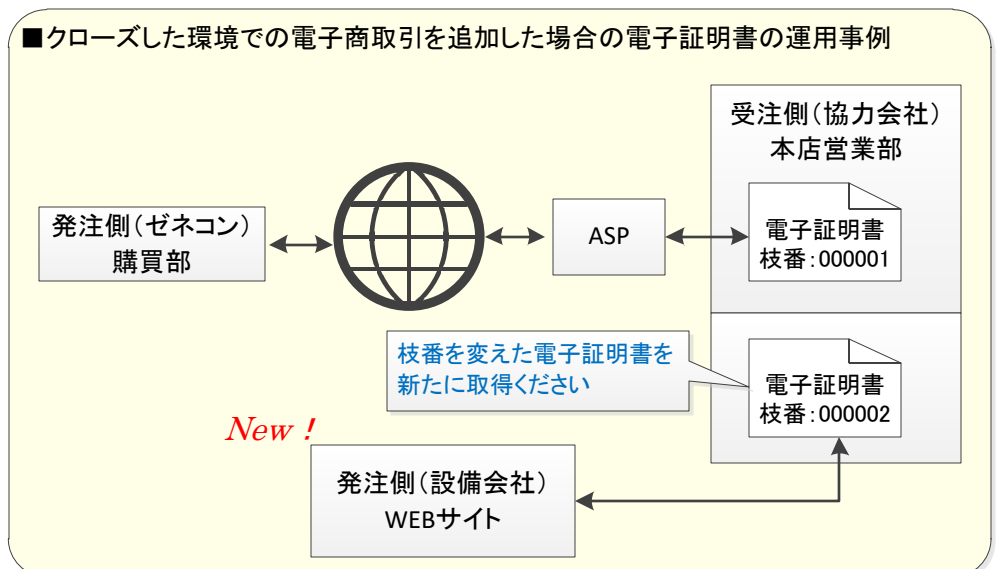 ■クローズした環境での電子商取引を追加した場合の電子証明書の運用事例
受注側（協力会社）
本店営業部
発注側（ゼネコン）
購買部
ASP
電子証明書
枝番：000001
枝番を変えた電子証明書を
新たに取得ください
電子証明書
枝番：000002
New！
発注側（設備会社）
WEBサイト